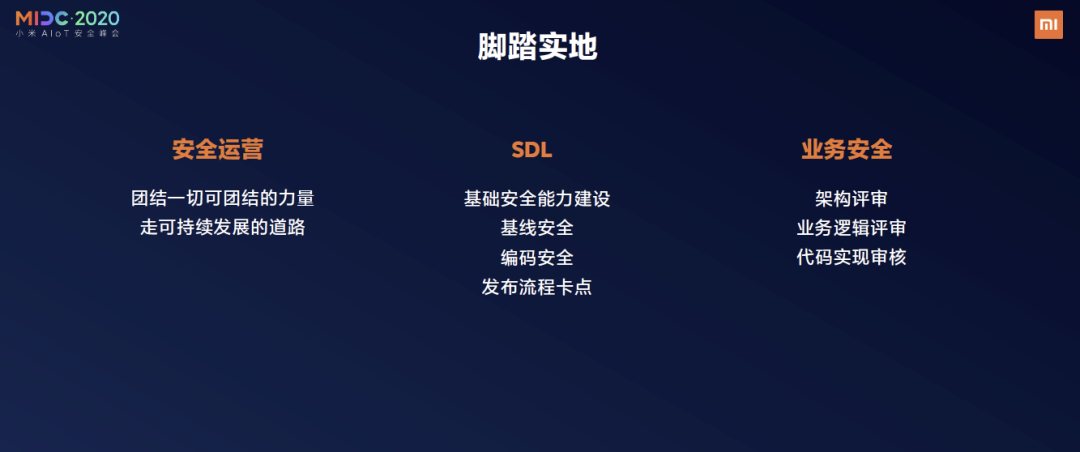 MIDC·2020
小米AIoT安全峰会
脚踏实地
安全运营
团结一切可团结的力量
走可持续发展的道路
SDL
基础安全能力建设
基线安全
编码安全
发布流程卡点
业务安全
架构评审
业务逻辑评审
代码实现审核